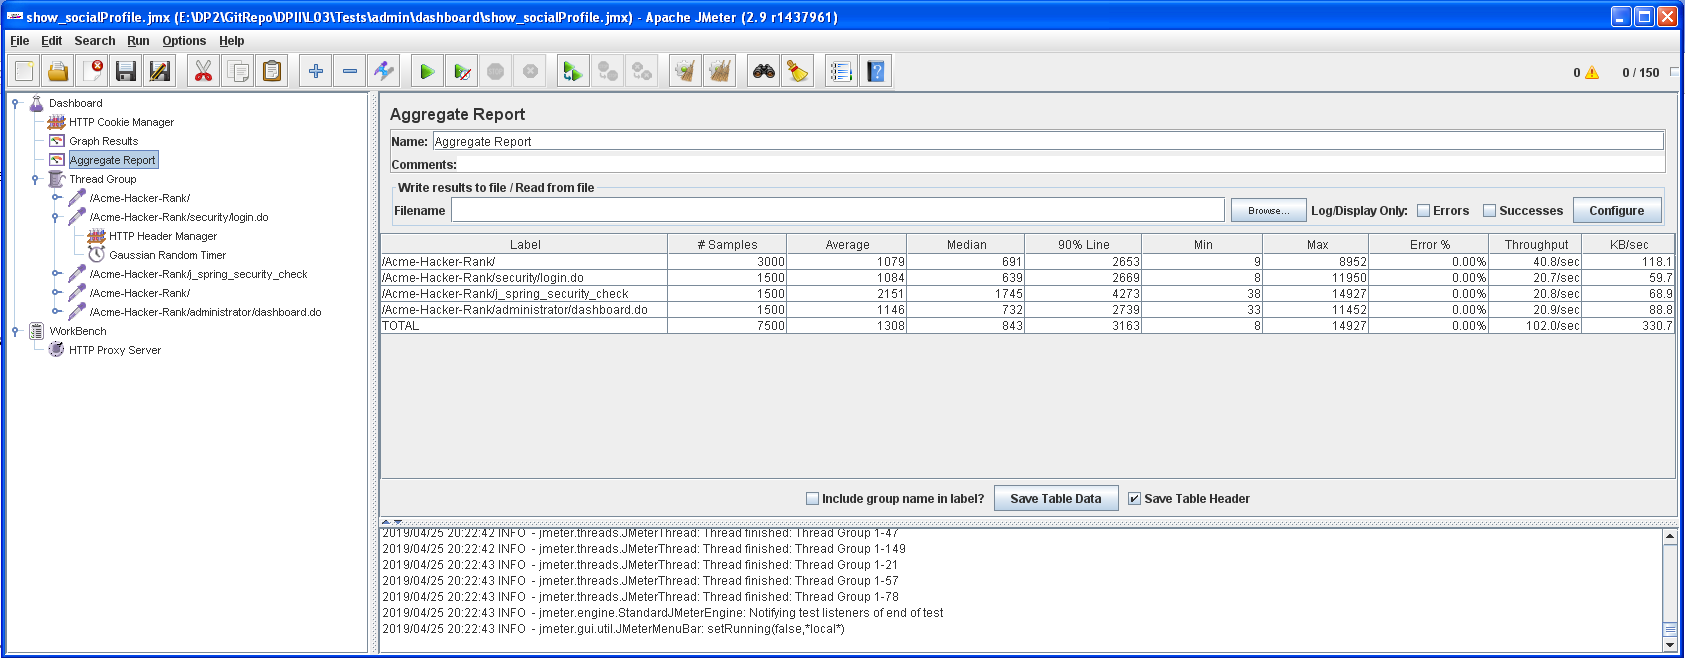 show_socialProfile.jmx (E:\DP2\GitRepo\DPII\L03\Tests\admin\dashboard\show_socialProfile.jmx) - Apache JMeter (2.9 r1437961)
File Edit Search Run Options Help
0 0 / 150
Dashboard
HTTP Cookie Manager
Graph Results
Aggregate Report
Thread Group
/Acme-Hacker-Rank/
/Acme-Hacker-Rank/security/login.do
HTTP Header Manager
Gaussian Random Timer
/Acme-Hacker-Rank/j_spring_security_check
/Acme-Hacker-Rank/
/Acme-Hacker-Rank/administrator/dashboard.do
WorkBench
HTTP Proxy Server
Aggregate Report
Name: Aggregate Report
Comments:
Write results to file / Read from file
Filename Browse... Log/Display Only: Errors Successes Configure
Label # Samples Average Median 90% Line Min Max Error % Throughput KB/sec
/Acme-Hacker-Rank/ 3000 1079 691 2653 9 8952 0.00% 40.8/sec 118.1
/Acme-Hacker-Rank/security/login.do 1500 1084 639 2669 8 11950 0.00% 20.7/sec 59.7
/Acme-Hacker-Rank/j_spring_security_check 1500 2151 1745 4273 38 14927 0.00% 20.8/sec 68.9
/Acme-Hacker-Rank/administrator/dashboard.do 1500 1146 732 2739 33 11452 0.00% 20.9/sec 88.8
TOTAL 7500 1308 843 3163 8 14927 0.00% 102.0/sec 330.7
Include group name in label? Save Table Data Save Table Header
2019/04/25 20:22:42 INFO - jmeter.threads.JMeterThread: Thread finished: Thread Group 1-47
2019/04/25 20:22:42 INFO - jmeter.threads.JMeterThread: Thread finished: Thread Group 1-149
2019/04/25 20:22:43 INFO - jmeter.threads.JMeterThread: Thread finished: Thread Group 1-21
2019/04/25 20:22:43 INFO - jmeter.threads.JMeterThread: Thread finished: Thread Group 1-57
2019/04/25 20:22:43 INFO - jmeter.threads.JMeterThread: Thread finished: Thread Group 1-78
2019/04/25 20:22:43 INFO - jmeter.engine.StandardJMeterEngine: Notifying test listeners of end of test
2019/04/25 20:22:43 INFO - jmeter.gui.util.JMeterMenuBar: setRunning(false,*local*)